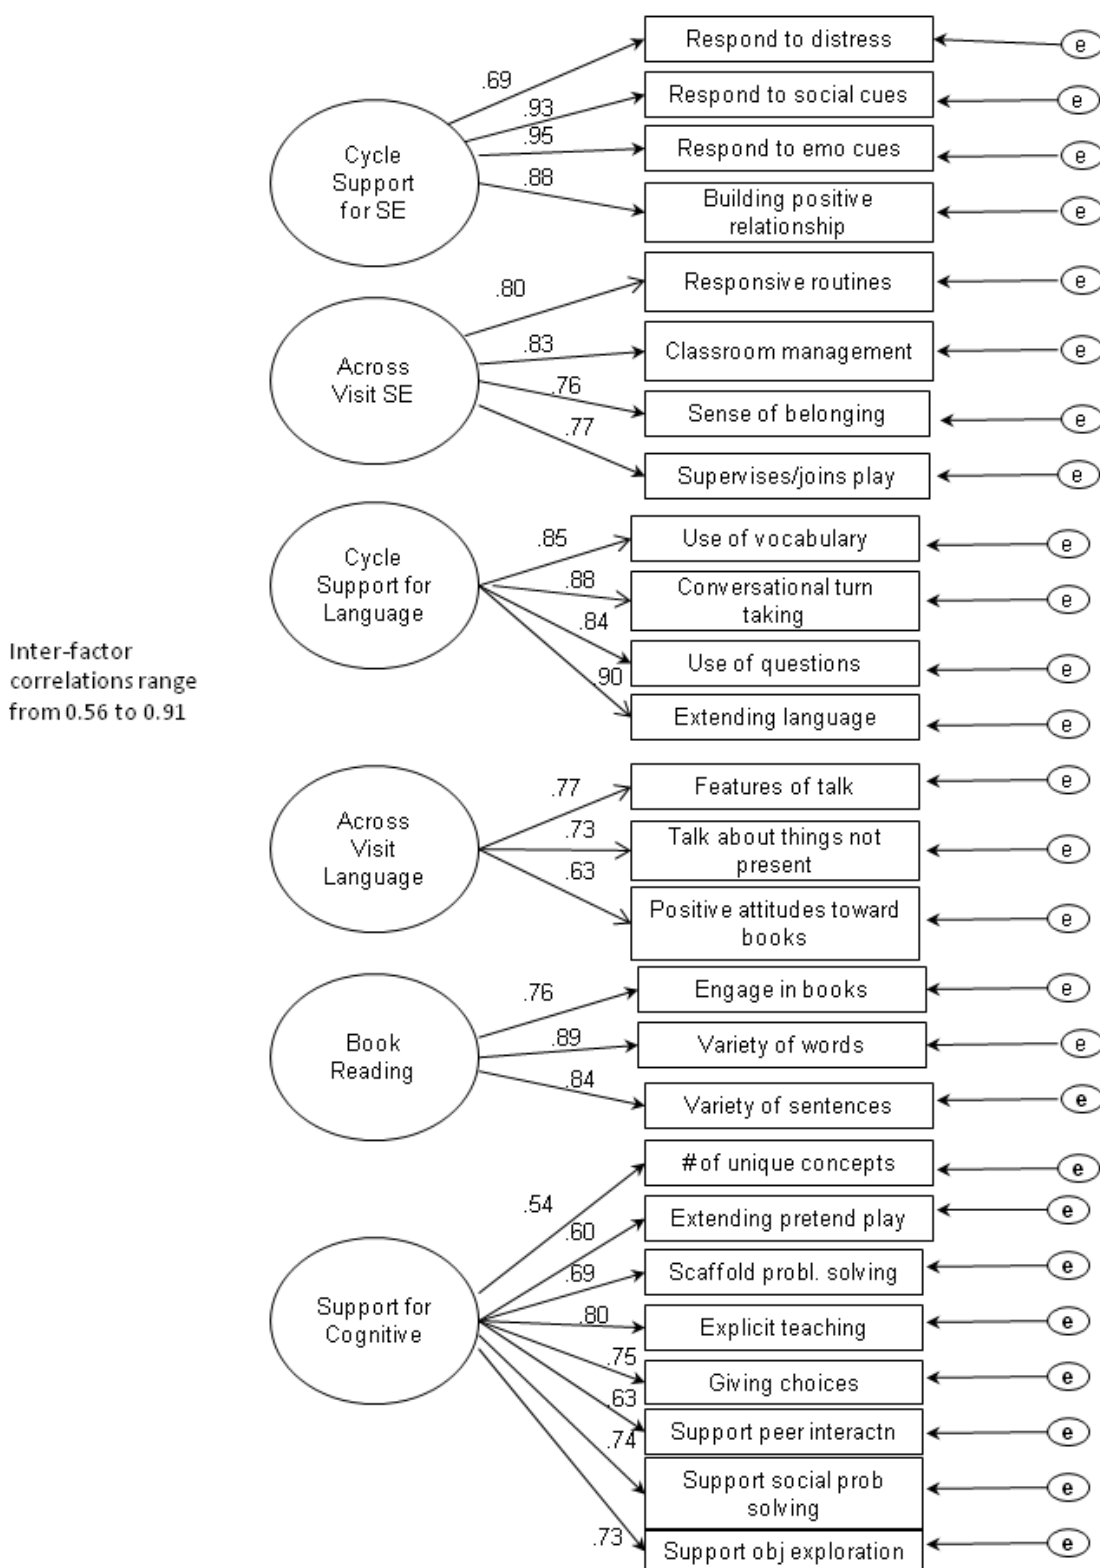 Respond to distress
e
.69
.93
Respond to social cues
e
.95
Respond to emo cues
e
Cycle
Support
for SE
.88
Building positive
relationship
e
.80
Responsive routines
e
.83
Classroom management
e
Across
Visit SE
.76
Sense of belonging
e
.77
Supervises/joins play
e
Cycle
Support for
Language
.85
Use of vocabulary
e
.88
Conversational turn
taking
e
.84
Use of questions
e
.90
Extending language
e
Inter-factor
correlations range
from 0.56 to 0.91
.77
Features of talk
e
Across
Visit
Language
.73
Talk about things not
present
e
.63
Positive attitudes toward
books
e
.76
Engage in books
e
Book
Reading
.89
Variety of words
e
.84
Variety of sentences
e
.54
# of unique concepts
e
.60
Extending pretend play
e
.69
Scaffold probl. solving
e
Support for
Cognitive
.80
Explicit teaching
e
.75
Giving choices
e
.63
Support peer interactn
e
.74
Support social prob
solving
e
.73
Support obj exploration
e